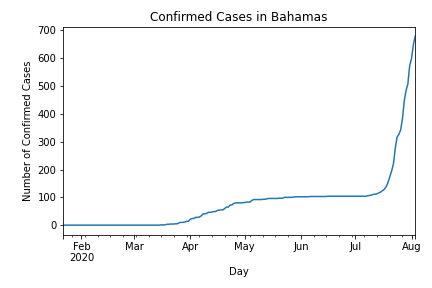 Confirmed Cases in Bahamas
Number of Confirmed Cases
700
600
500
400
300
200
100
0
Feb Mar Apr May Jun Jul Aug
2020
Day